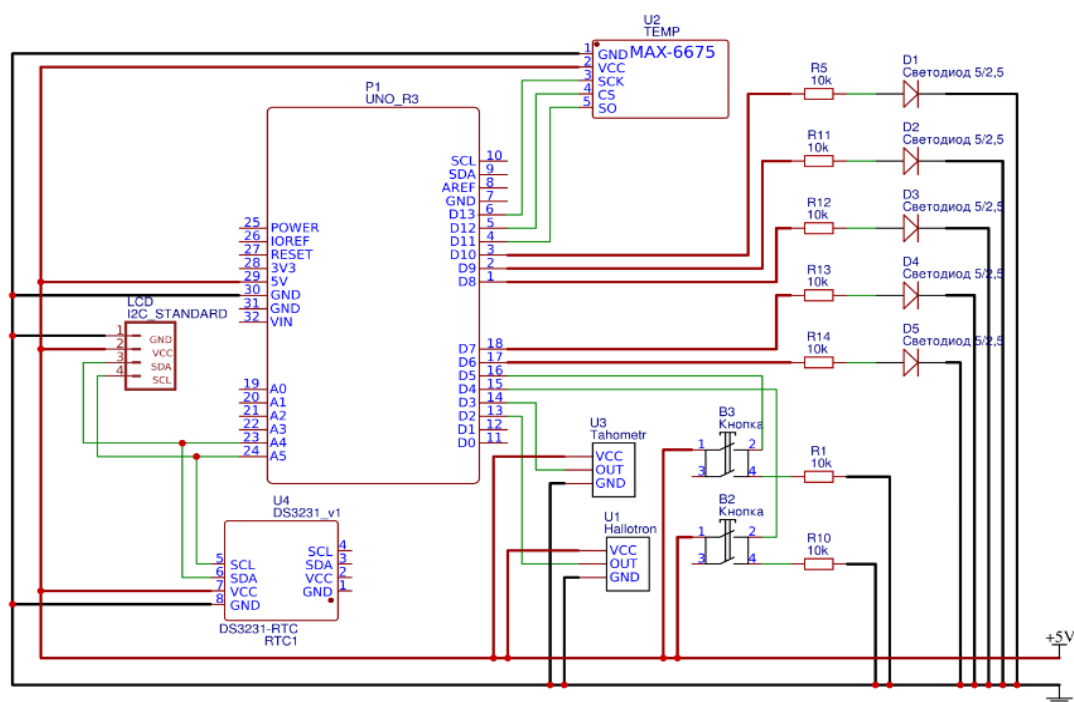 U2
TEMP
MAX-6675
1 GND
2 VCC
3 SCK
4 CS
5 SO
P1
UNO_R3
SCL 10
SDA 9
AREF 8
GND 7
D13 6
D12 5
D11 4
D10 3
D9 2
D8 1
25 POWER
26 IOREF
27 RESET
28 3V3
29 5V
30 GND
31 GND
32 VIN
D7 18
D6 17
D5 16
D4 15
D3 14
D2 13
D1 12
D0 11
19 A0
20 A1
21 A2
22 A3
23 A4
24 A5
R5
10k
D1
Светодиод 5/2,5
R11
10k
D2
Светодиод 5/2,5
R12
10k
D3
Светодиод 5/2,5
R13
10k
D4
Светодиод 5/2,5
R14
10k
D5
Светодиод 5/2,5
LCD
I2C_STANDARD
1 GND
2 VCC
3 SDA
4 SCL
U3
Tahometr
VCC
OUT
GND
U1
Hallotron
VCC
OUT
GND
B3
Кнопка
1 2
3 4
R1
10k
B2
Кнопка
1 2
3 4
R10
10k
U4
DS3231_v1
5 SCL
6 SDA
7 VCC
8 GND
SCL 4
SDA 3
VCC 2
GND 1
DS3231-RTC
RTC1
+5V